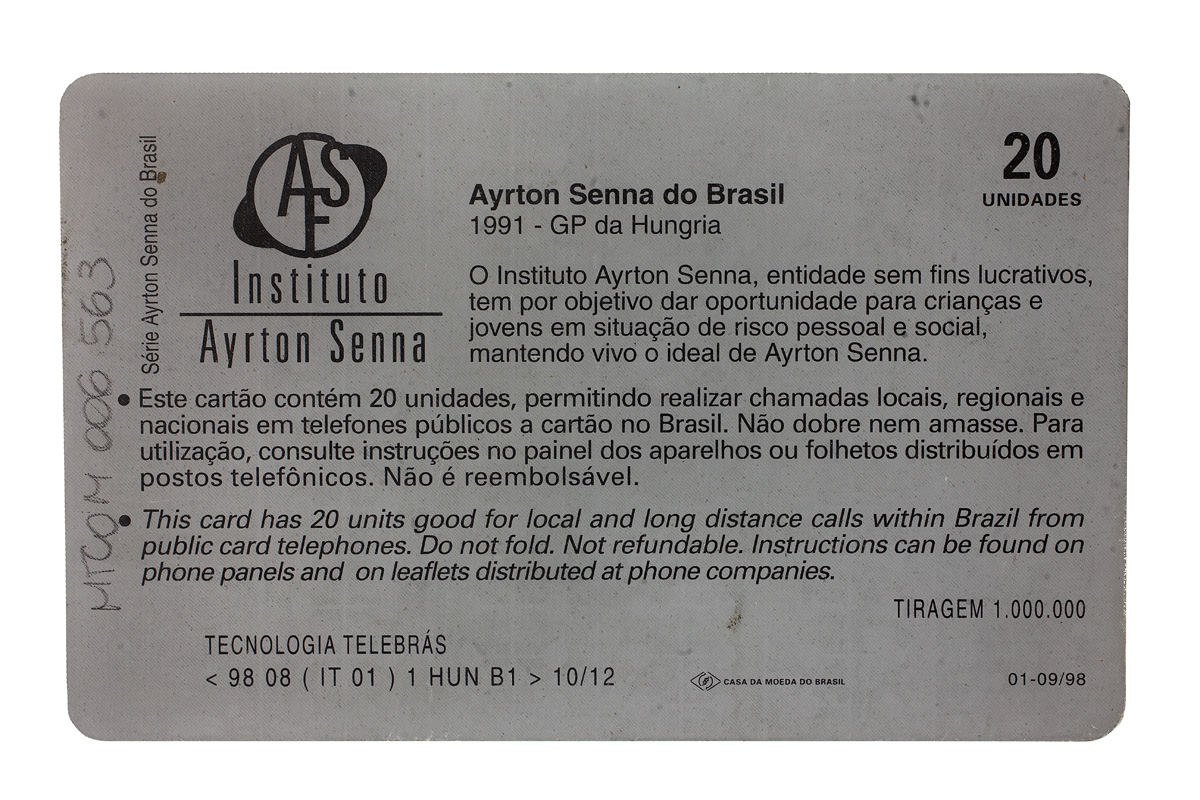 MTCOM 006 563
Série Ayrton Senna do Brasil
ASF
Instituto
Ayrton Senna
Ayrton Senna do Brasil
1991 - GP da Hungria
20
UNIDADES
O Instituto Ayrton Senna, entidade sem fins lucrativos,
tem por objetivo dar oportunidade para crianças e
jovens em situação de risco pessoal e social,
mantendo vivo o ideal de Ayrton Senna.
• Este cartão contém 20 unidades, permitindo realizar chamadas locais, regionais e
nacionais em telefones públicos a cartão no Brasil. Não dobre nem amasse. Para
utilização, consulte instruções no painel dos aparelhos ou folhetos distribuídos em
postos telefônicos. Não é reembolsável.
• This card has 20 units good for local and long distance calls within Brazil from
public card telephones. Do not fold. Not refundable. Instructions can be found on
phone panels and on leaflets distributed at phone companies.
TIRAGEM 1.000.000
TECNOLOGIA TELEBRÁS
< 98 08 ( IT 01 ) 1 HUN B1 > 10/12
CASA DA MOEDA DO BRASIL
01-09/98